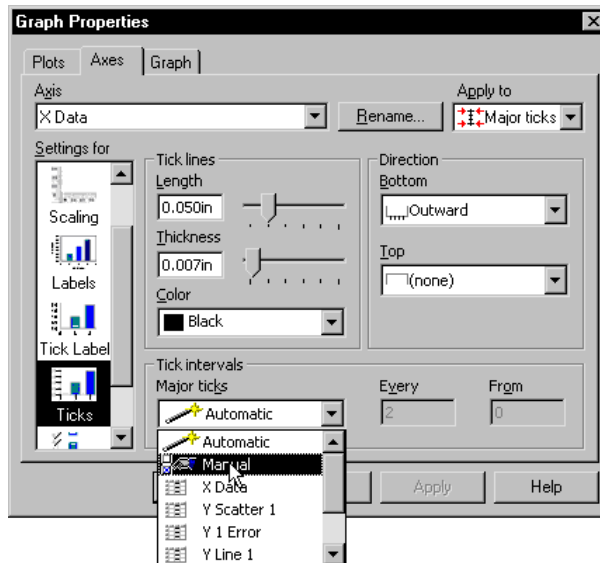 Graph Properties
Plots Axes Graph
Axis
X Data
Rename...
Apply to
Major ticks
Settings for
Scaling
Labels
Tick Label
Ticks
Tick lines
Length
0.050in
Thickness
0.007in
Color
Black
Direction
Bottom
Outward
Top
(none)
Tick intervals
Major ticks
Automatic
Every
2
From
0
Automatic
Manual
X Data
Y Scatter 1
Y 1 Error
Y Line 1
Apply
Help